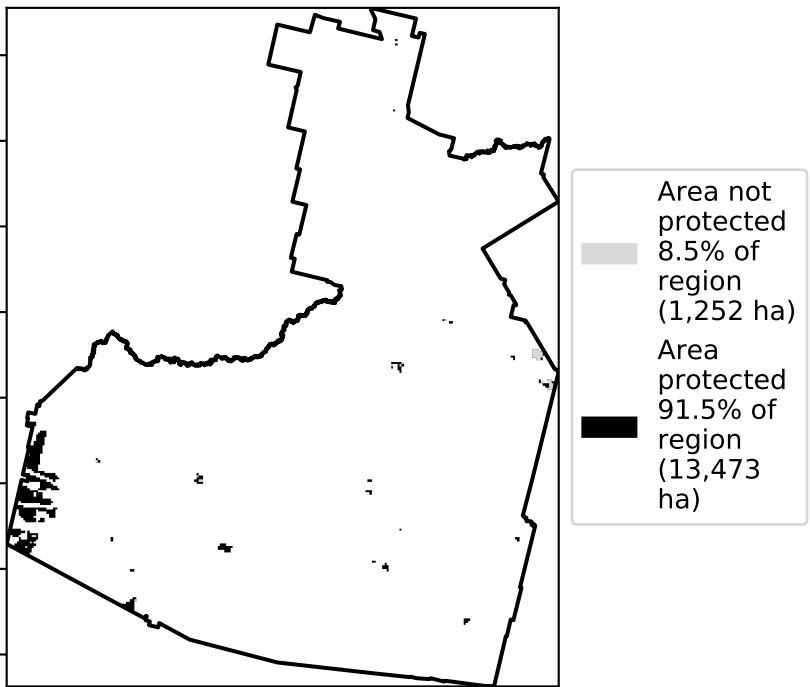 Area not
protected
8.5% of
region
(1,252 ha)
Area
protected
91.5% of
region
(13,473
ha)